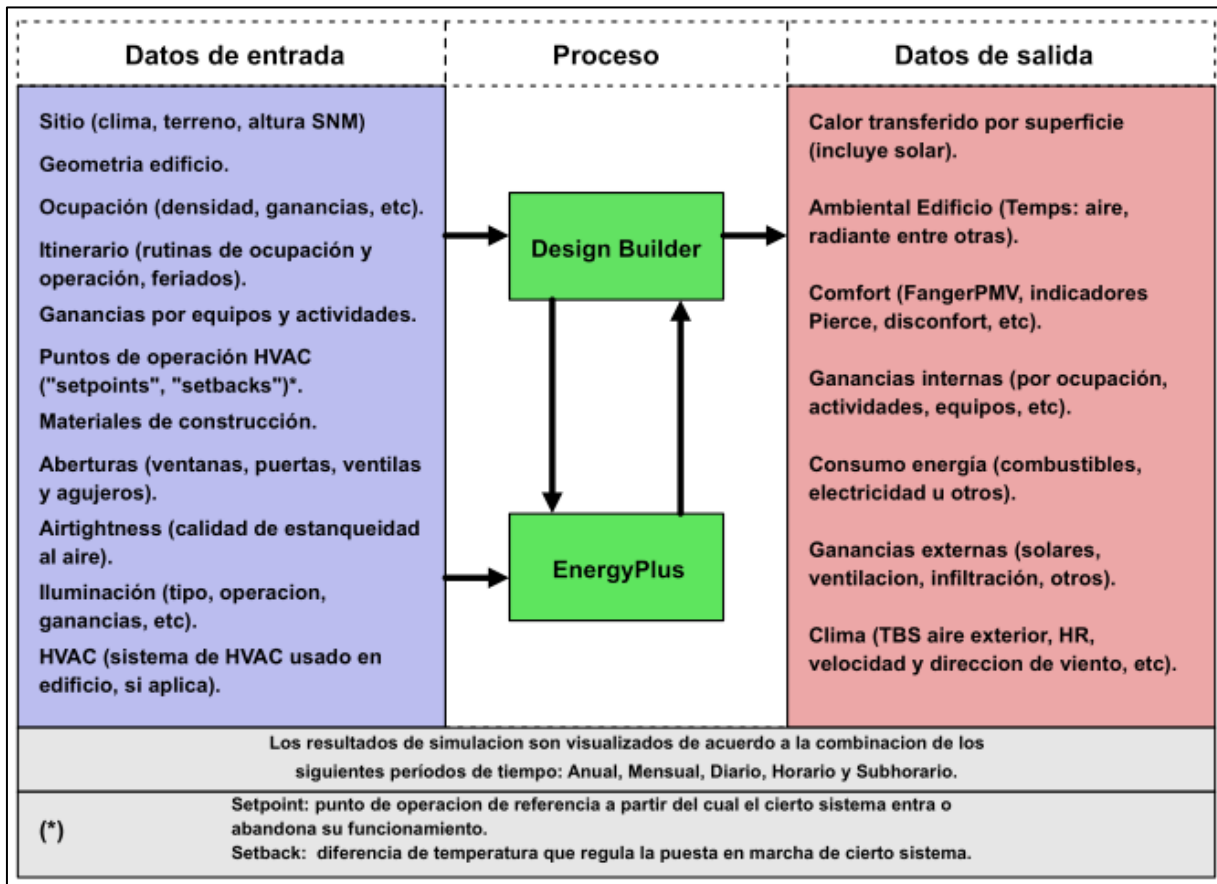 Datos de entrada
Proceso
Datos de salida
Sitio (clima, terreno, altura SNM)
Geometria edificio.
Ocupación (densidad, ganancias, etc).
Itinerario (rutinas de ocupación y
operación, feriados).
Ganancias por equipos y actividades.
Puntos de operación HVAC
("setpoints", "setbacks")*.
Materiales de construcción.
Aberturas (ventanas, puertas, ventilas
y agujeros).
Airtightness (calidad de estanqueidad
al aire).
Iluminación (tipo, operacion,
ganancias, etc).
HVAC (sistema de HVAC usado en
edificio, si aplica).
Design Builder
EnergyPlus
Calor transferido por superficie
(incluye solar).
Ambiental Edificio (Temps: aire,
radiante entre otras).
Comfort (FangerPMV, indicadores
Pierce, disconfort, etc).
Ganancias internas (por ocupación,
actividades, equipos, etc).
Consumo energía (combustibles,
electricidad u otros).
Ganancias externas (solares,
ventilacion, infiltración, otros).
Clima (TBS aire exterior, HR,
velocidad y direccion de viento, etc).
Los resultados de simulacion son visualizados de acuerdo a la combinacion de los
siguientes períodos de tiempo: Anual, Mensual, Diario, Horario y Subhorario.
(*)
Setpoint: punto de operacion de referencia a partir del cual el cierto sistema entra o
abandona su funcionamiento.
Setback: diferencia de temperatura que regula la puesta en marcha de cierto sistema.